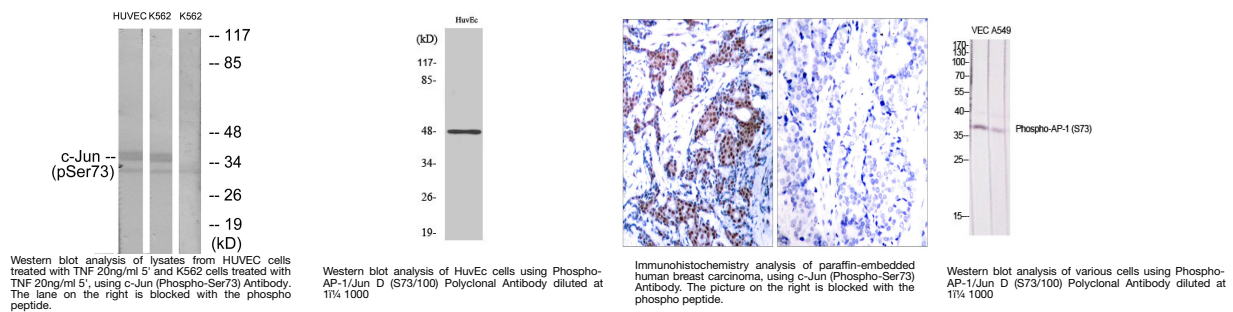 HUVEC K562 K562
-- 117
-- 85
-- 48
c-Jun --
(pSer73)
-- 34
-- 26
-- 19
(kD)
Western blot analysis of lysates from HUVEC cells
treated with TNF 20ng/ml 5' and K562 cells treated with
TNF 20ng/ml 5', using c-Jun (Phospho-Ser73) Antibody.
The lane on the right is blocked with the phospho
peptide.
HuvEc
(kD)
117-
85-
48-
34-
26-
19-
Western blot analysis of HuvEc cells using Phospho-
AP-1/Jun D (S73/100) Polyclonal Antibody diluted at
1ï¼ 1000
Immunohistochemistry analysis of paraffin-embedded
human breast carcinoma, using c-Jun (Phospho-Ser73)
Antibody. The picture on the right is blocked with the
phospho peptide.
VEC A549
170-
130-
100-
70-
55-
40-
35-
25-
15-
Phospho-AP-1 (S73)
Western blot analysis of various cells using Phospho-
AP-1/Jun D (S73/100) Polyclonal Antibody diluted at
1ï¼ 1000